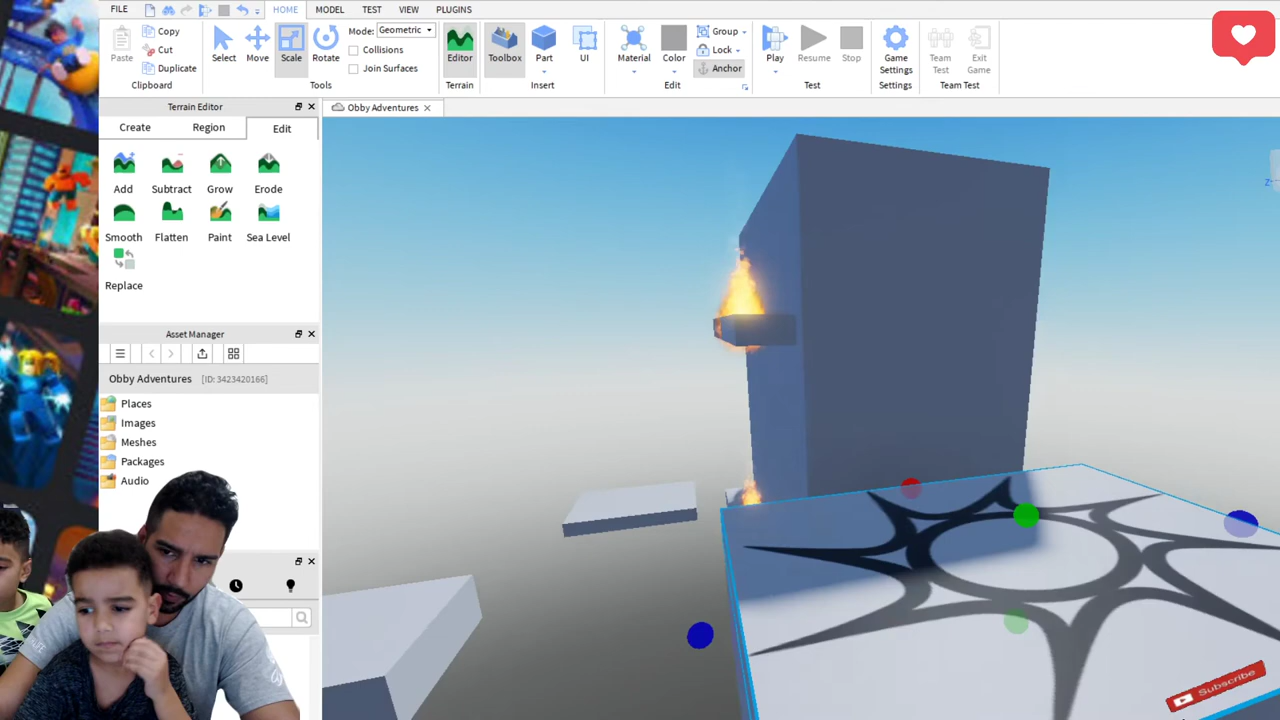 FILE HOME MODEL TEST VIEW PLUGINS
Paste
Copy
Cut
Duplicate
Clipboard
Select
Move
Scale
Rotate
Mode: Geometric
Collisions
Join Surfaces
Tools
Editor
Terrain
Toolbox
Part
UI
Insert
Material
Color
Group
Lock
Anchor
Edit
Play
Resume
Stop
Test
Game
Settings
Settings
Team
Test
Exit
Game
Team Test
Terrain Editor
Obby Adventures
Create Region Edit
Add Subtract Grow Erode
Smooth Flatten Paint Sea Level
Replace
Asset Manager
Obby Adventures [ID: 3423420166]
Places
Images
Meshes
Packages
Audio
Subscribe